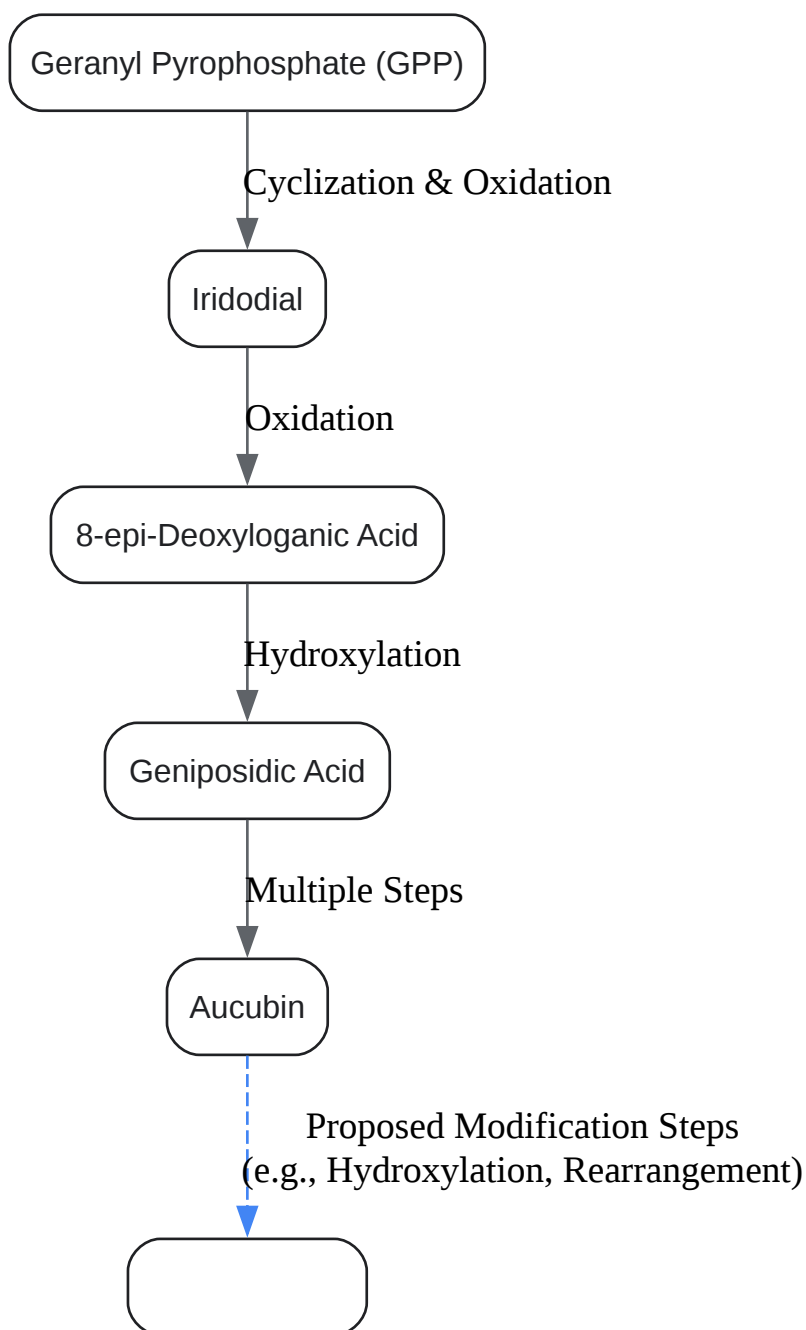 Geranyl Pyrophosphate (GPP)
Cyclization & Oxidation
Iridodial
Oxidation
8-epi-Deoxyloganic Acid
Hydroxylation
Geniposidic Acid
Multiple Steps
Aucubin
Proposed Modification Steps
(e.g., Hydroxylation, Rearrangement)